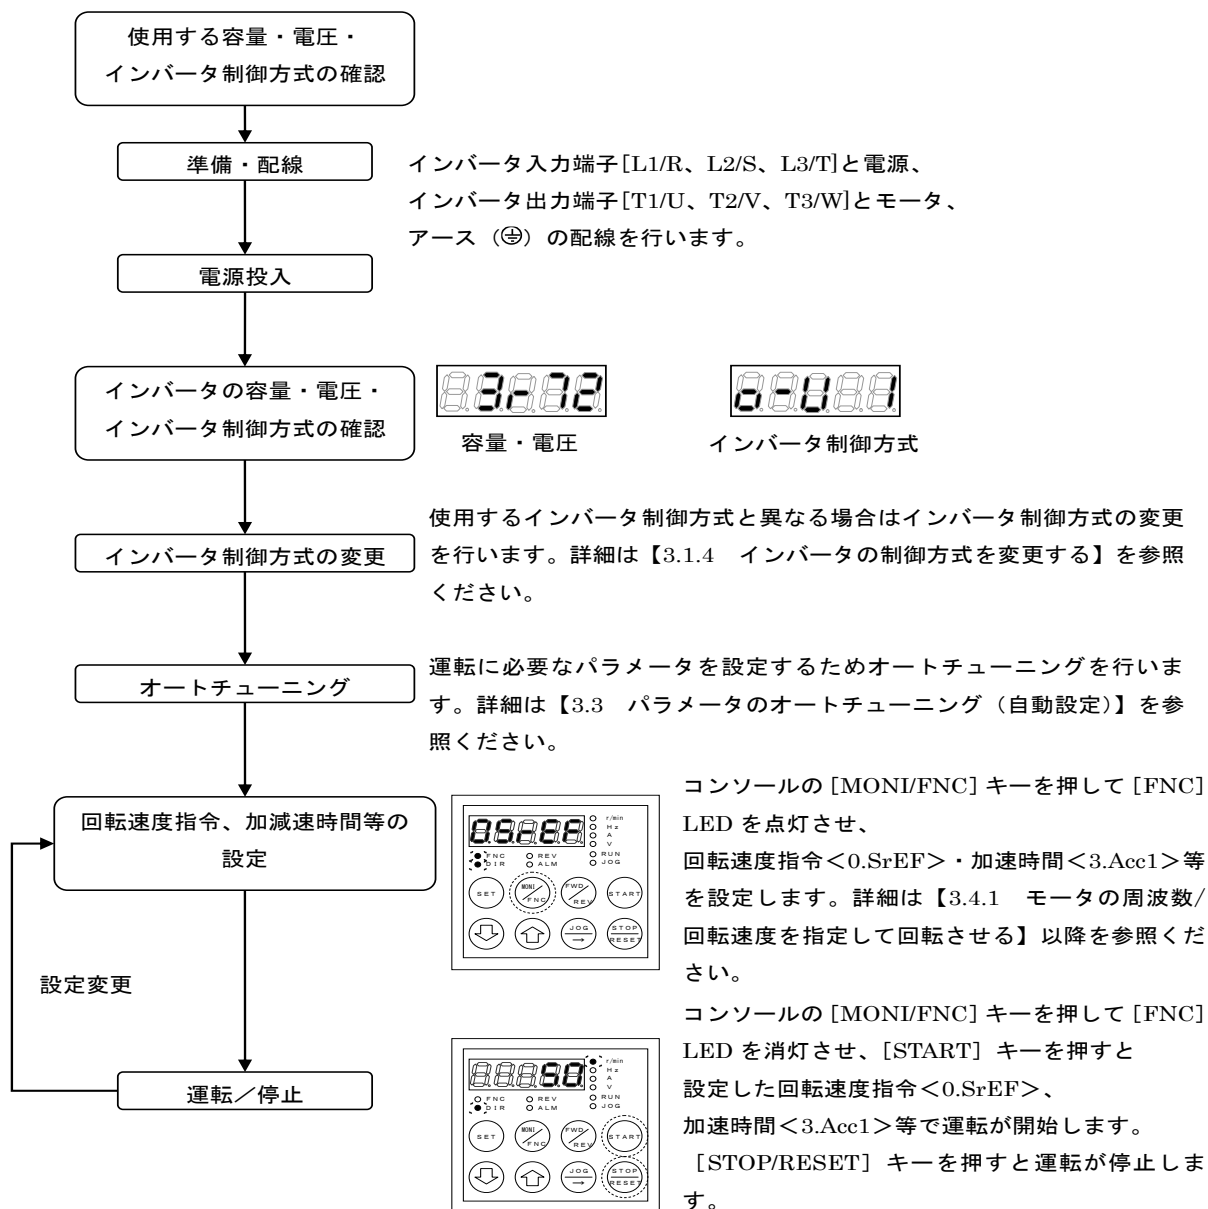 使用する容量・電圧・
インバータ制御方式の確認
準備・配線
インバータ入力端子[L1/R、L2/S、L3/T]と電源、
インバータ出力端子[T1/U、T2/V、T3/W]とモータ、
アース（⏚）の配線を行います。
電源投入
インバータの容量・電圧・
インバータ制御方式の確認
3r 72
容量・電圧
o-U 1
インバータ制御方式
インバータ制御方式の変更
使用するインバータ制御方式と異なる場合はインバータ制御方式の変更
を行います。詳細は【3.1.4　インバータの制御方式を変更する】を参照
ください。
オートチューニング
運転に必要なパラメータを設定するためオートチューニングを行いま
す。詳細は【3.3　パラメータのオートチューニング（自動設定）】を参
照ください。
回転速度指令、加減速時間等の
設定
0.SrEF
r/min
Hz
A
V
FNC REV RUN
DIR ALM JOG
SET MONI/FNC FWD/REV START
JOG→ STOP/RESET
コンソールの［MONI/FNC］キーを押して［FNC］
LED を点灯させ、
回転速度指令＜0.SrEF＞・加速時間＜3.Acc1＞等
を設定します。詳細は【3.4.1　モータの周波数/
回転速度を指定して回転させる】以降を参照くだ
さい。
設定変更
運転／停止
50
r/min
Hz
A
V
FNC REV RUN
DIR ALM JOG
SET MONI/FNC FWD/REV START
JOG→ STOP/RESET
コンソールの［MONI/FNC］キーを押して［FNC］
LED を消灯させ、［START］キーを押すと
設定した回転速度指令＜0.SrEF＞、
加速時間＜3.Acc1＞等で運転が開始します。
［STOP/RESET］キーを押すと運転が停止しま
す。